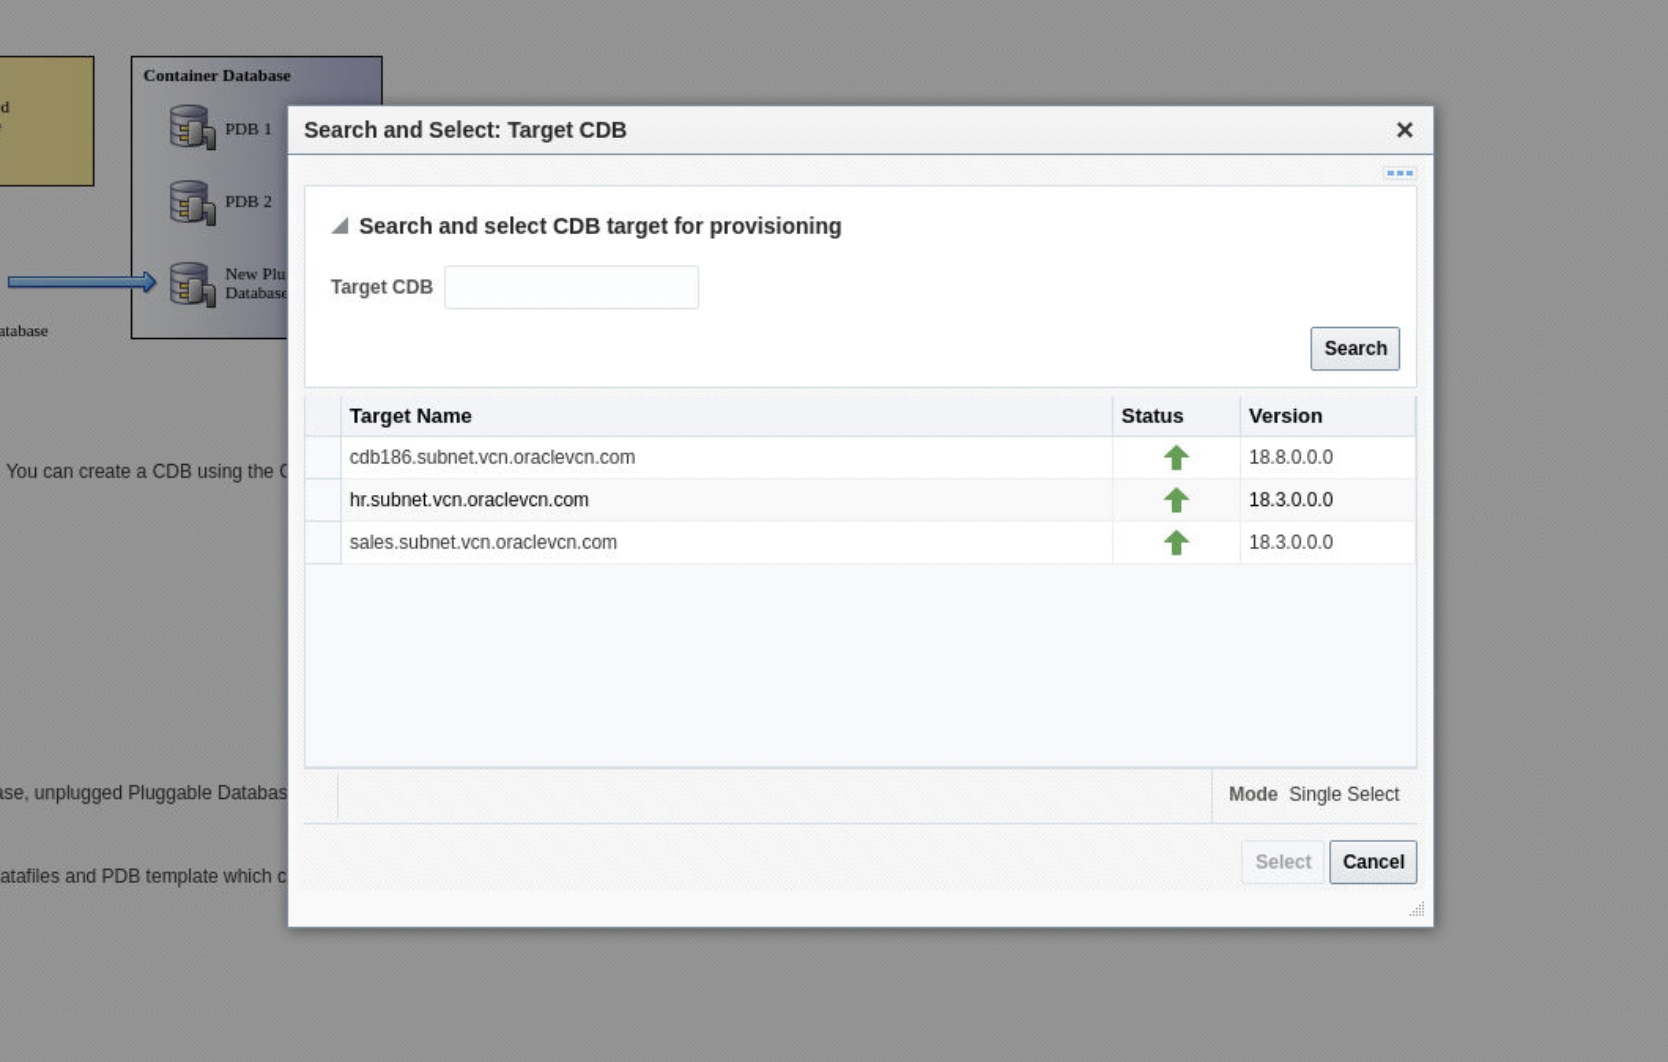 d
Container Database
PDB 1
PDB 2
New Plu
Database
atabase
Search and Select: Target CDB
Search and select CDB target for provisioning
Target CDB
Search
Target Name Status Version
cdb186.subnet.vcn.oraclevcn.com 18.8.0.0.0
hr.subnet.vcn.oraclevcn.com 18.3.0.0.0
sales.subnet.vcn.oraclevcn.com 18.3.0.0.0
You can create a CDB using the
ase, unplugged Pluggable Databas
Mode Single Select
Select Cancel
atafiles and PDB template which c